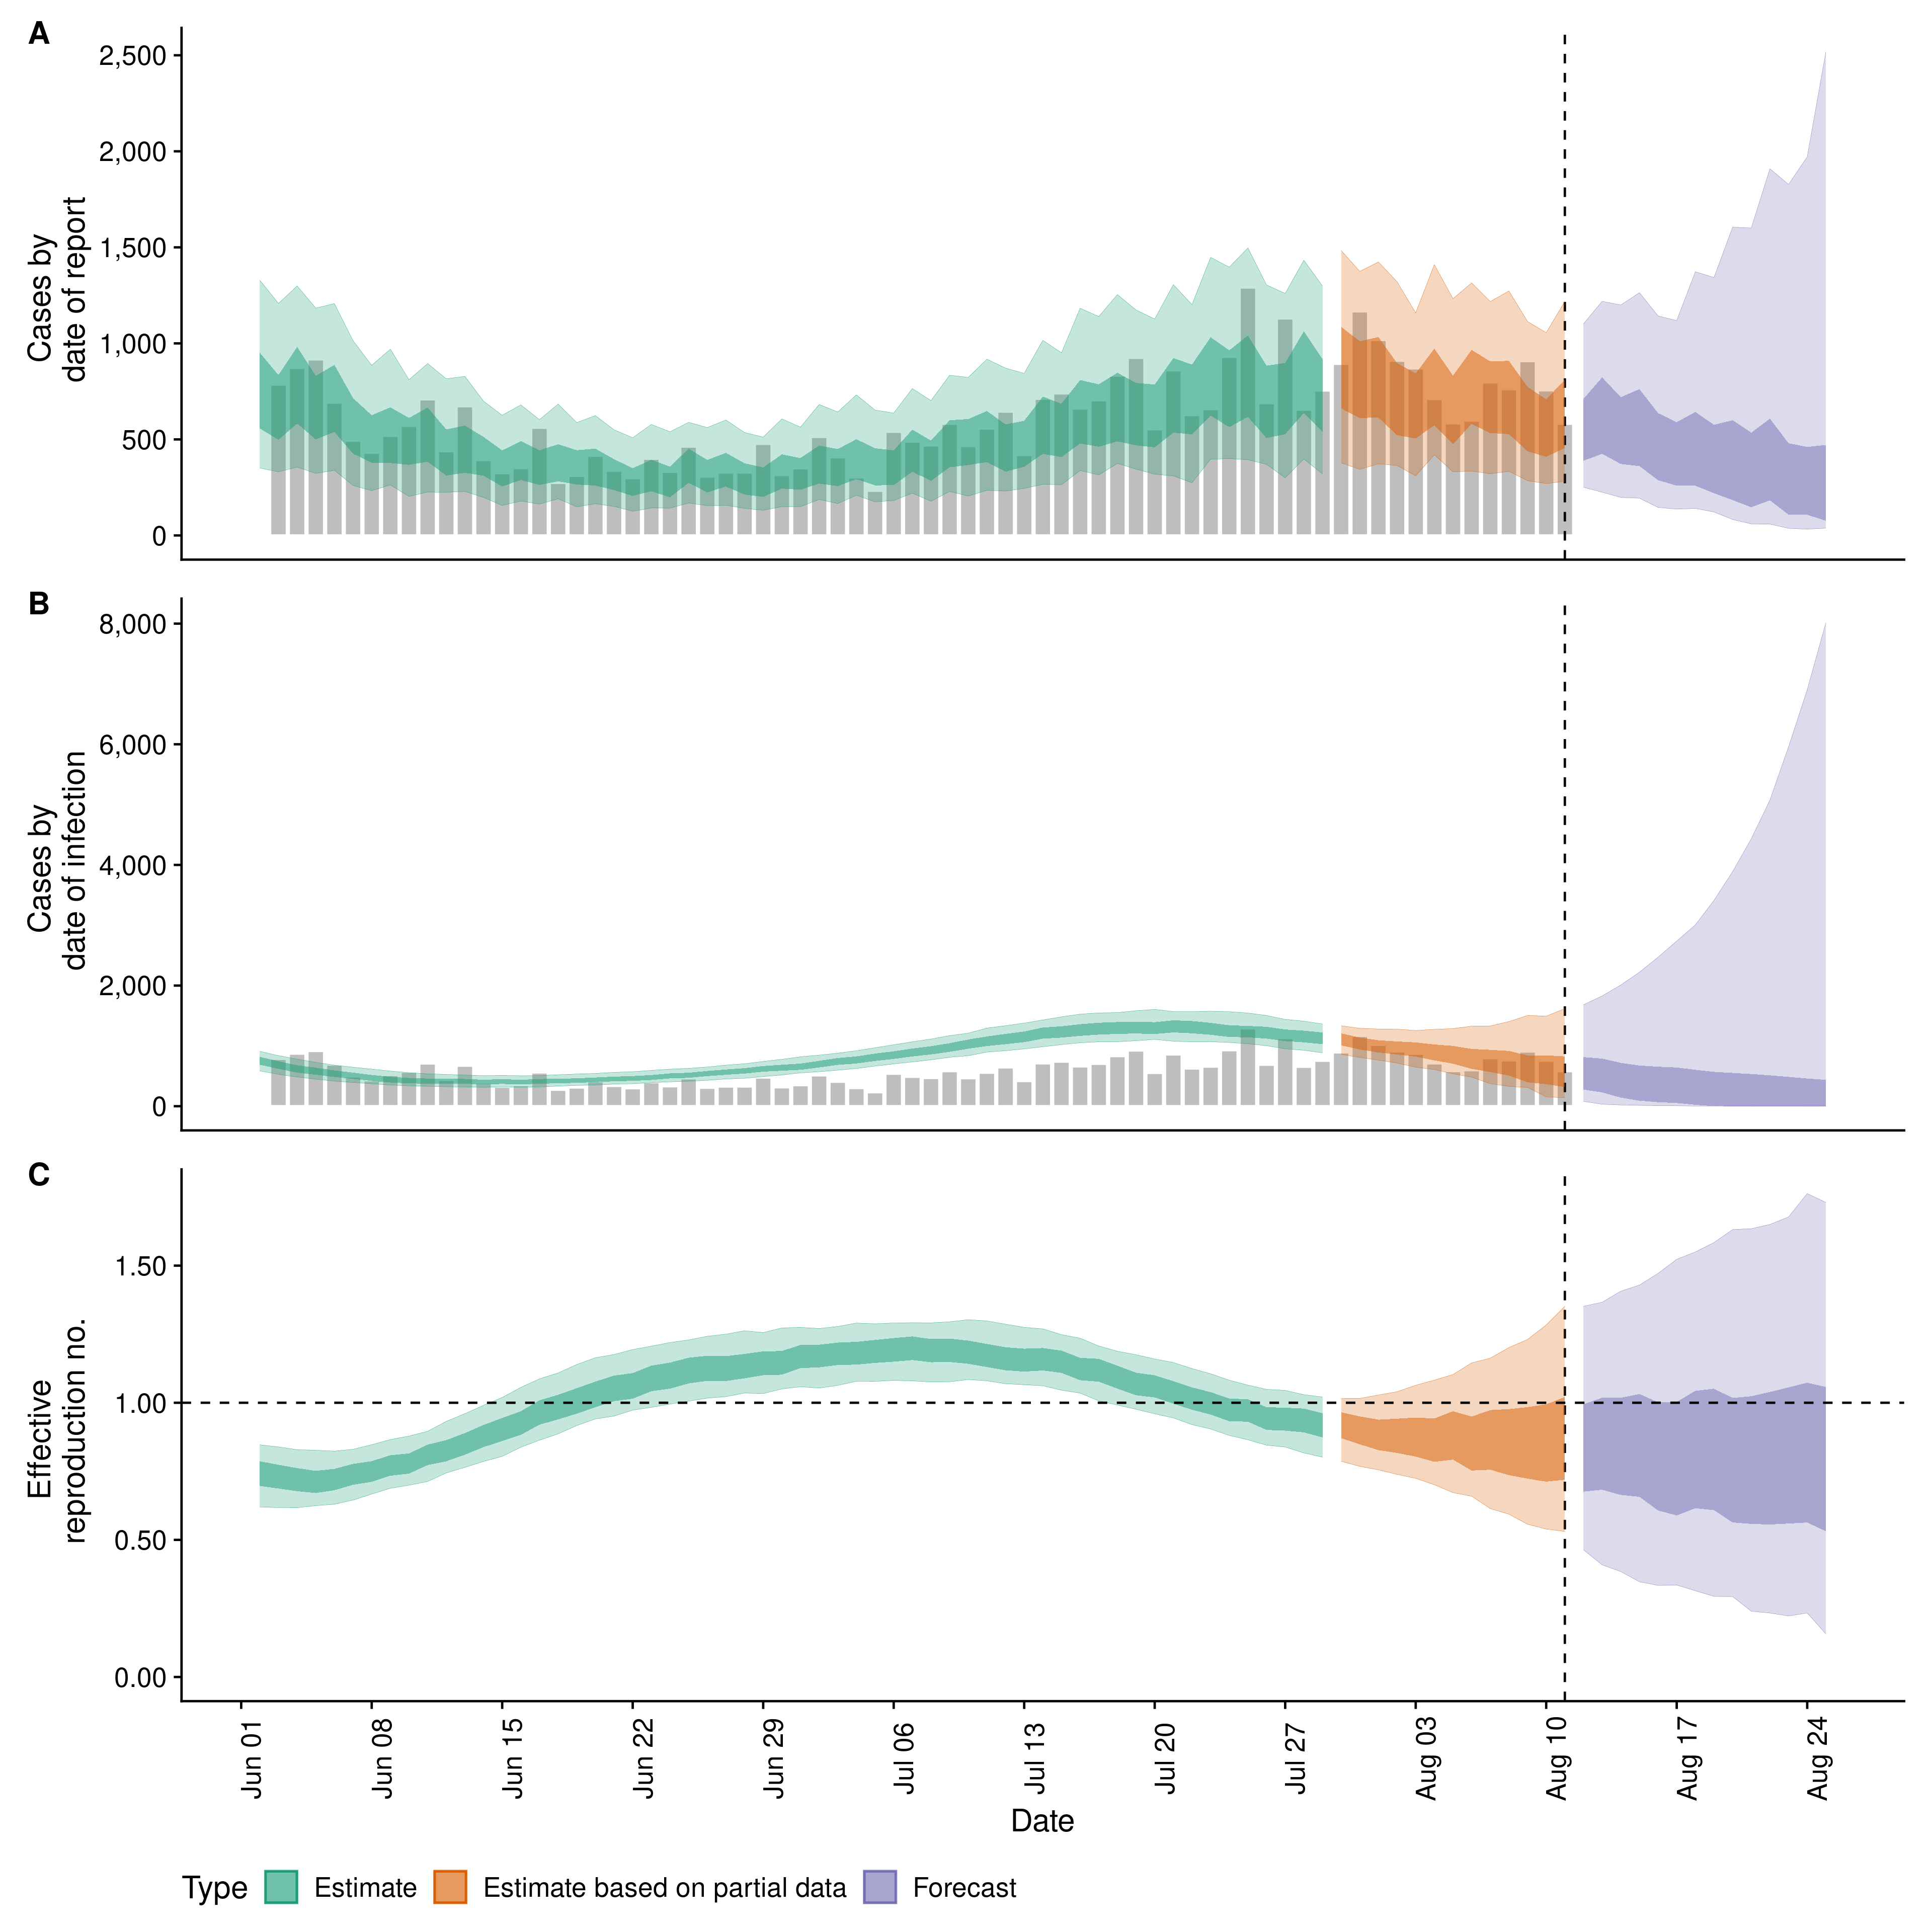 A
2,500
2,000
1,500
1,000
500
0
Cases by
date of report
B
8,000
6,000
4,000
2,000
0
Cases by
date of infection
C
1.50
1.00
0.50
0.00
Effective
reproduction no.
Jun 01
Jun 08
Jun 15
Jun 22
Jun 29
Jul 06
Jul 13
Jul 20
Jul 27
Aug 03
Aug 10
Aug 17
Aug 24
Date
Type Estimate Estimate based on partial data Forecast